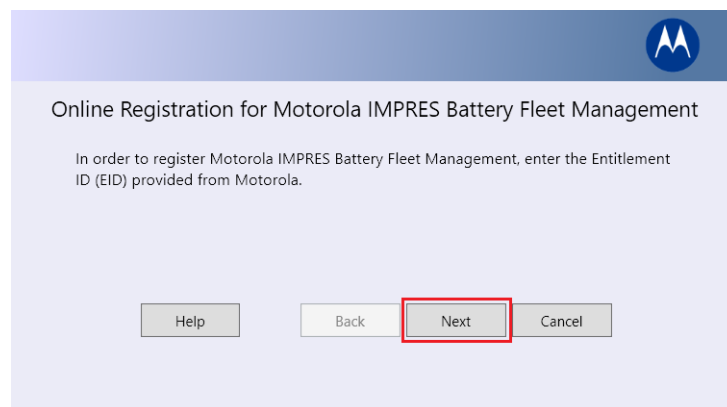 Online Registration for Motorola IMPRES Battery Fleet Management
In order to register Motorola IMPRES Battery Fleet Management, enter the Entitlement
ID (EID) provided from Motorola.
Help Back Next Cancel